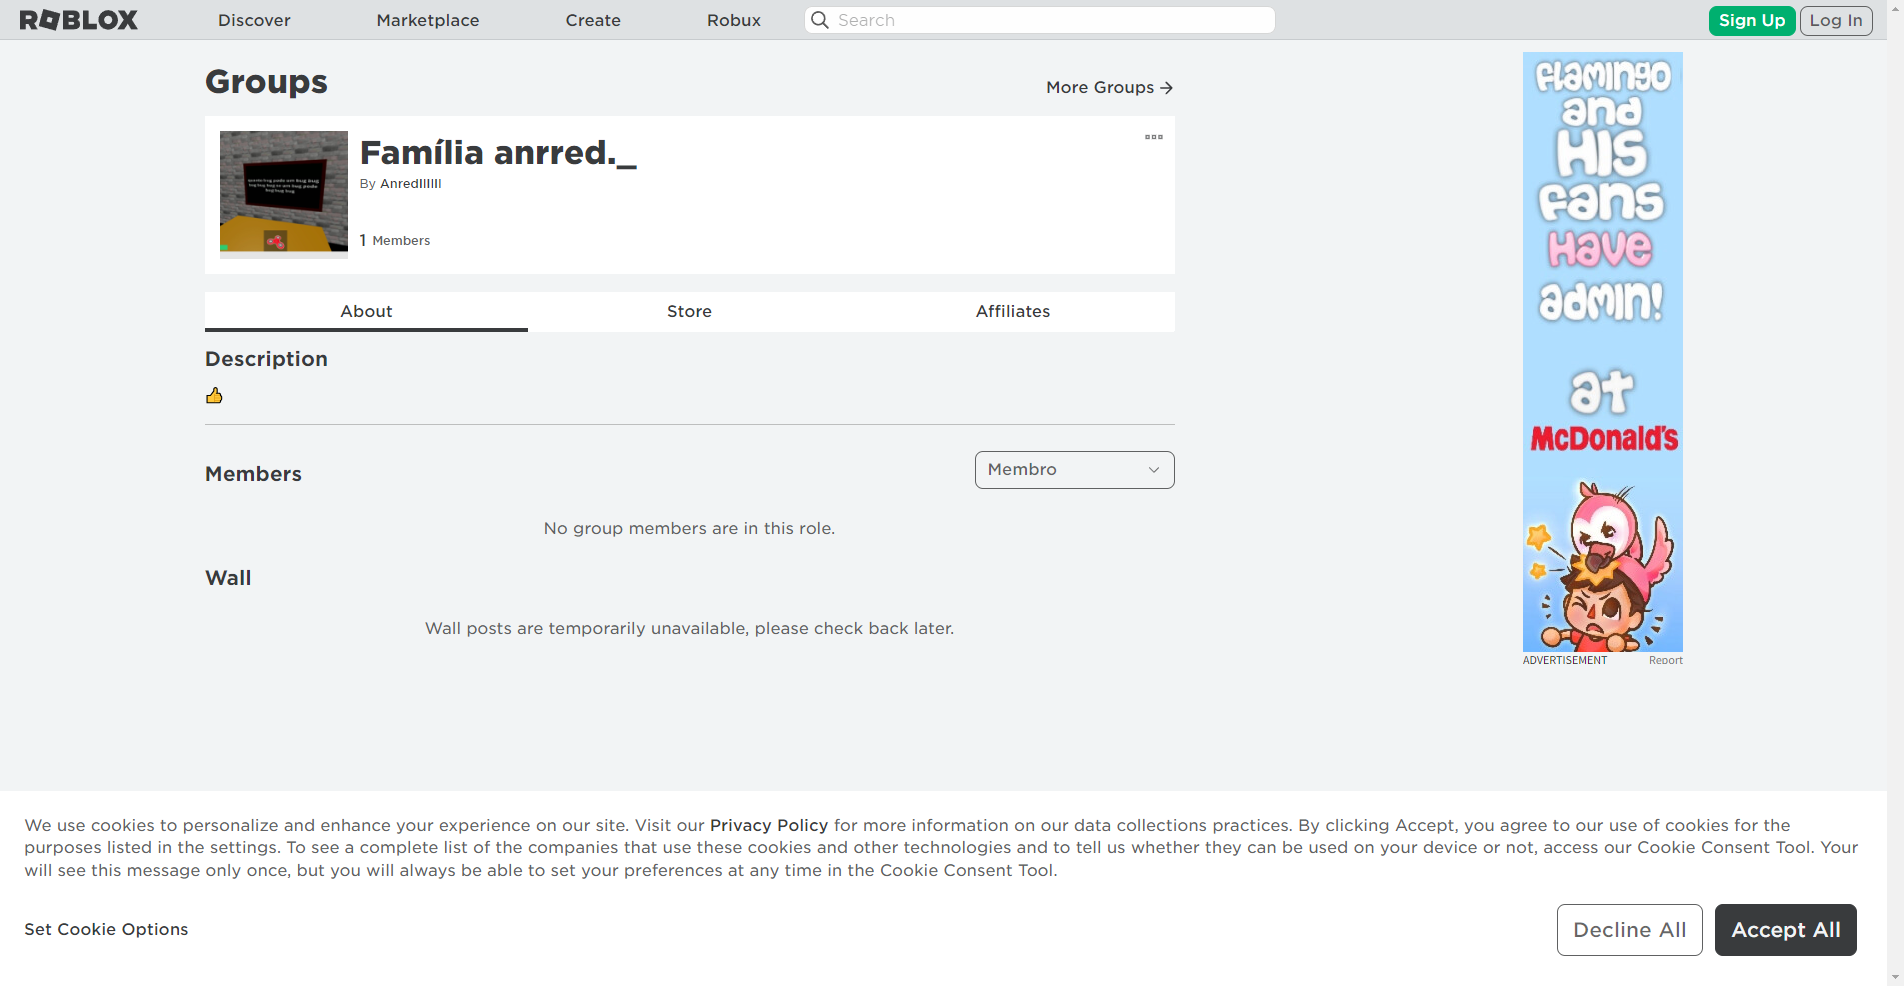 ROBLOX
Discover
Marketplace
Create
Robux
Search
Sign Up
Log In
Groups
More Groups
Família anrred._
By AnredIIIIII
1 Members
About
Store
Affiliates
Description
Members
Membro
No group members are in this role.
Wall
Wall posts are temporarily unavailable, please check back later.
flamingo
and
HIS
fans
Have
admin!
at
McDonald's
ADVERTISEMENT
Report
We use cookies to personalize and enhance your experience on our site. Visit our Privacy Policy for more information on our data collections practices. By clicking Accept, you agree to our use of cookies for the
purposes listed in the settings. To see a complete list of the companies that use these cookies and other technologies and to tell us whether they can be used on your device or not, access our Cookie Consent Tool. Your
will see this message only once, but you will always be able to set your preferences at any time in the Cookie Consent Tool.
Set Cookie Options
Decline All
Accept All